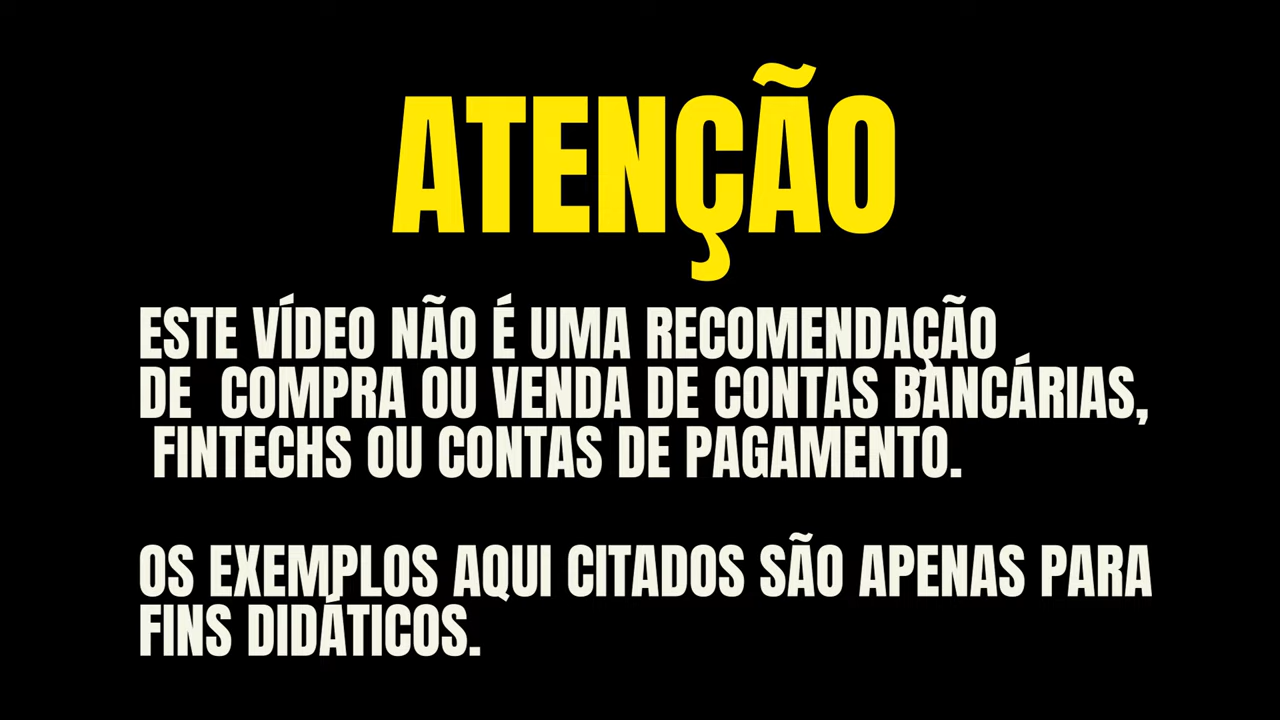 ATENÇÃO
ESTE VÍDEO NÃO É UMA RECOMENDAÇÃO
DE COMPRA OU VENDA DE CONTAS BANCÁRIAS,
FINTECHS OU CONTAS DE PAGAMENTO.
OS EXEMPLOS AQUI CITADOS SÃO APENAS PARA
FINS DIDÁTICOS.